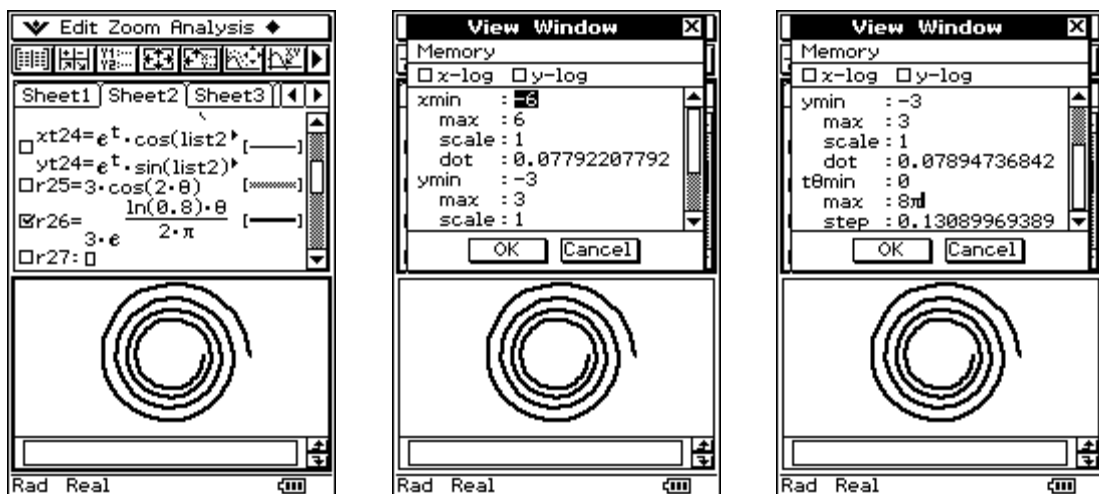 Edit Zoom Analysis ◆
Sheet1 Sheet2 Sheet3
□xt24=e^t·cos(list2▸ [——]
yt24=e^t·sin(list2)▸
□r25=3·cos(2·θ)
☑r26=3·e^(ln(0.8)·θ/2·π) [——]
□r27:□
Rad Real
View Window
Memory
□x-log □y-log
xmin :-6
max :6
scale:1
dot :0.07792207792
ymin :-3
max :3
scale:1
OK Cancel
Rad Real
View Window
Memory
□x-log □y-log
ymin :-3
max :3
scale:1
dot :0.07894736842
tθmin :0
max :8π
step :0.13089969389
OK Cancel
Rad Real